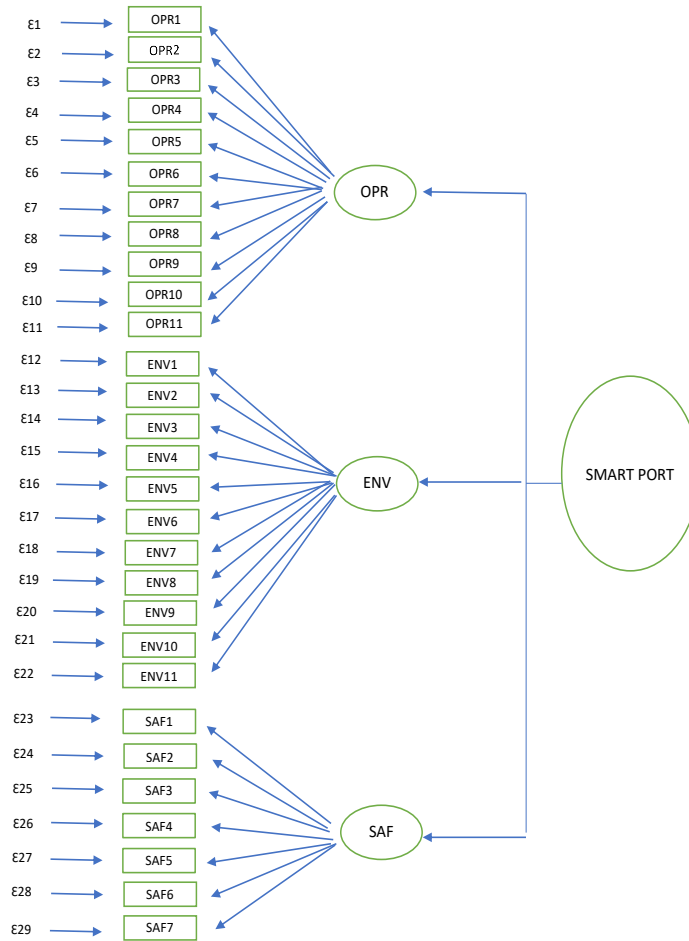 ε1 OPR1
ε2 OPR2
ε3 OPR3
ε4 OPR4
ε5 OPR5
ε6 OPR6
OPR
ε7 OPR7
ε8 OPR8
ε9 OPR9
ε10 OPR10
ε11 OPR11
ε12 ENV1
ε13 ENV2
ε14 ENV3
ε15 ENV4
SMART PORT
ε16 ENV5
ENV
ε17 ENV6
ε18 ENV7
ε19 ENV8
ε20 ENV9
ε21 ENV10
ε22 ENV11
ε23 SAF1
ε24 SAF2
ε25 SAF3
ε26 SAF4
SAF
ε27 SAF5
ε28 SAF6
ε29 SAF7